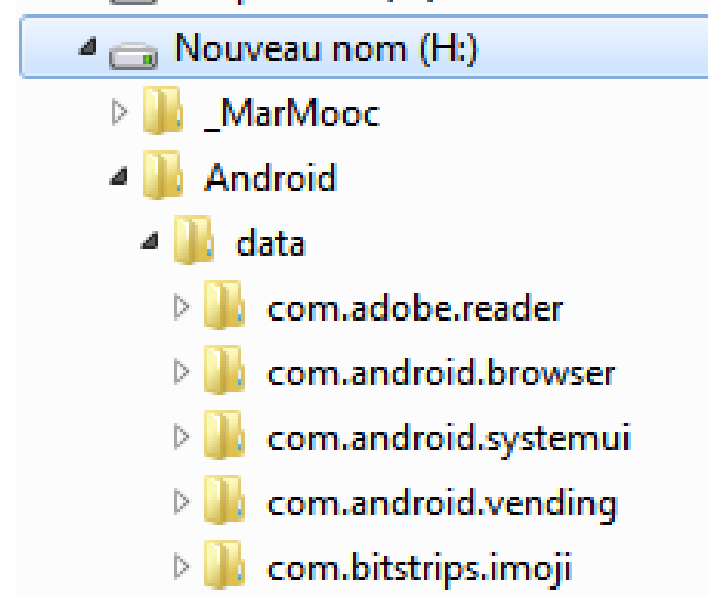 Nouveau nom (H:)
_MarMooc
Android
data
com.adobe.reader
com.android.browser
com.android.systemui
com.android.vending
com.bitstrips.imoji